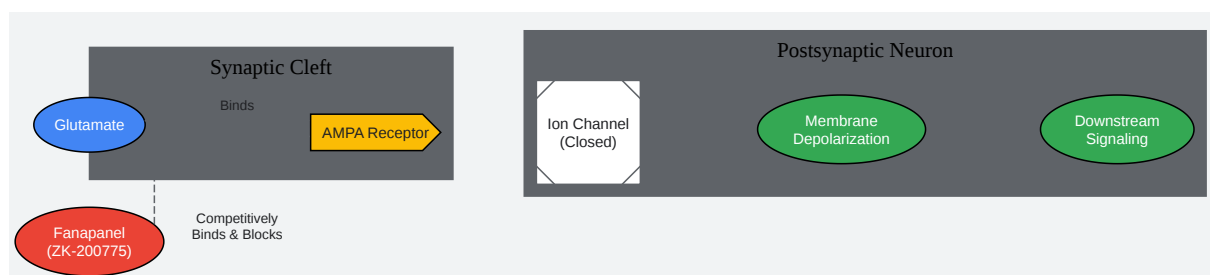 Synaptic Cleft
Binds
Glutamate
AMPA Receptor
Fanapanel
(ZK-200775)
Competitively
Binds & Blocks
Postsynaptic Neuron
Ion Channel
(Closed)
Membrane
Depolarization
Downstream
Signaling